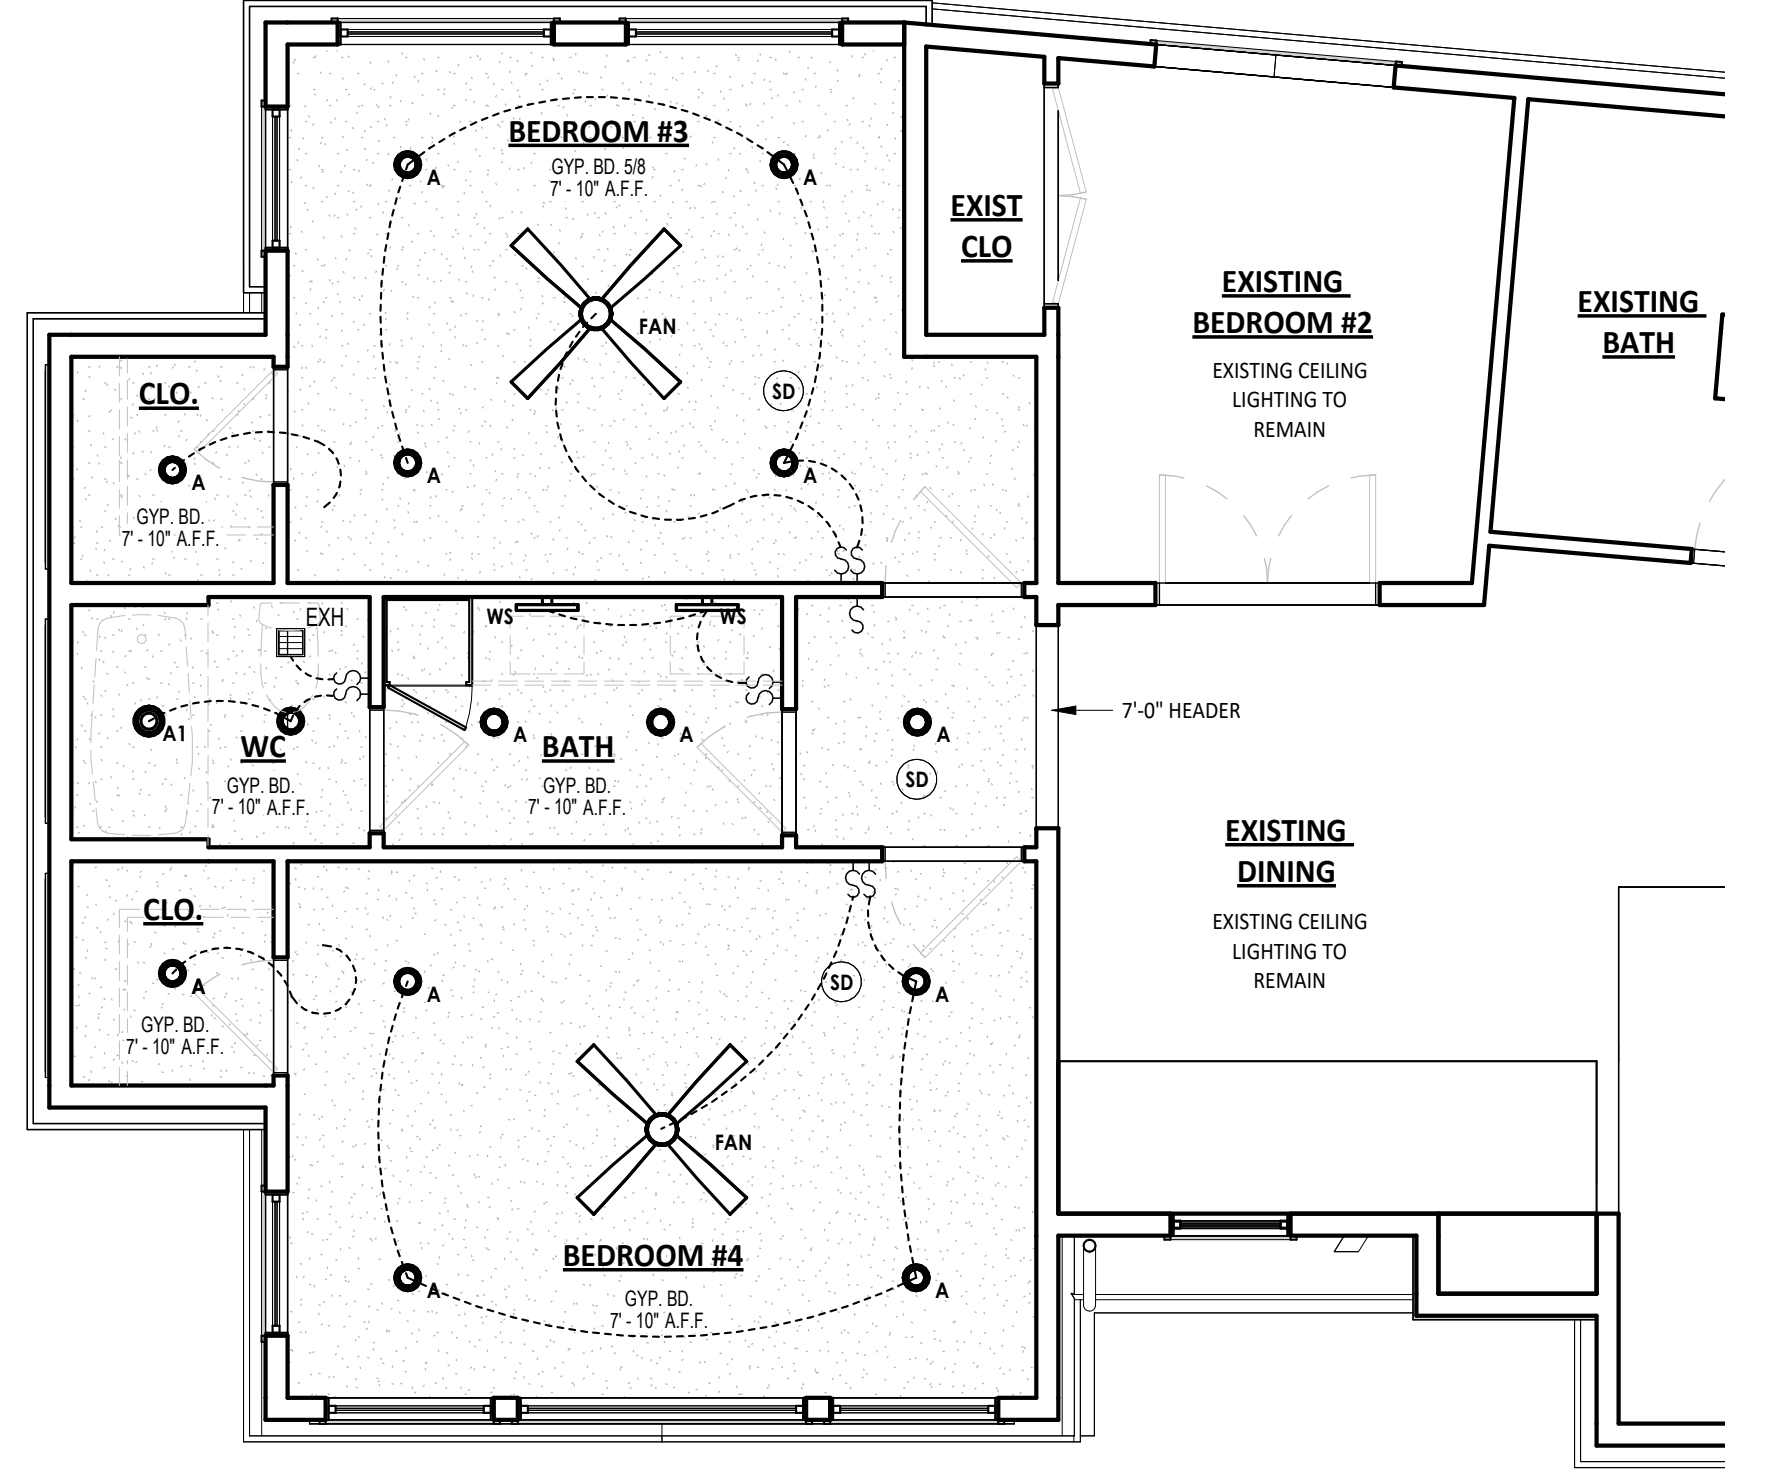 BEDROOM #3
GYP. BD. 5/8
7' - 10" A.F.F.
A
A
FAN
SD
A
A
EXIST
CLO
EXISTING
BEDROOM #2
EXISTING CEILING
LIGHTING TO
REMAIN
EXISTING
BATH
CLO.
A
GYP. BD.
7' - 10" A.F.F.
EXH
A1
WC
GYP. BD.
7' - 10" A.F.F.
WS
WS
A
A
BATH
GYP. BD.
7' - 10" A.F.F.
A
SD
7'-0" HEADER
EXISTING
DINING
EXISTING CEILING
LIGHTING TO
REMAIN
CLO.
A
GYP. BD.
7' - 10" A.F.F.
A
SD
A
FAN
BEDROOM #4
GYP. BD.
7' - 10" A.F.F.
A
A